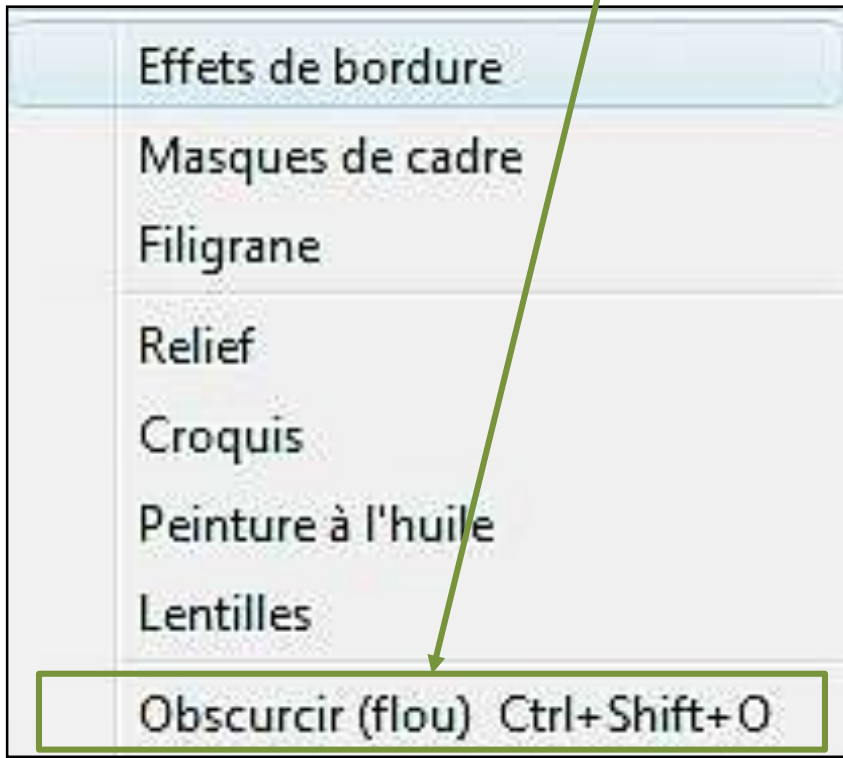 Effets de bordure
Masques de cadre
Filigrane
Relief
Croquis
Peinture à l'huile
Lentilles
Obscurcir (flou) Ctrl+Shift+O